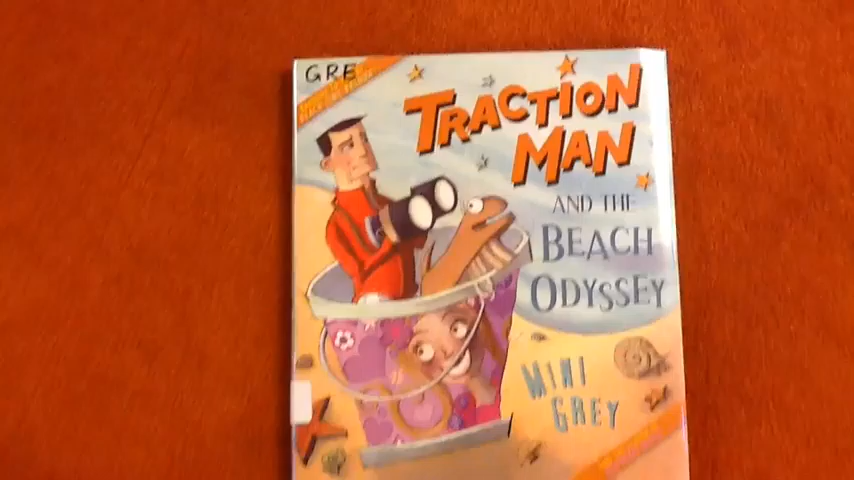 GRE
TRACTION
MAN
AND THE
BEACH
ODYSSEY
MINI
GREY